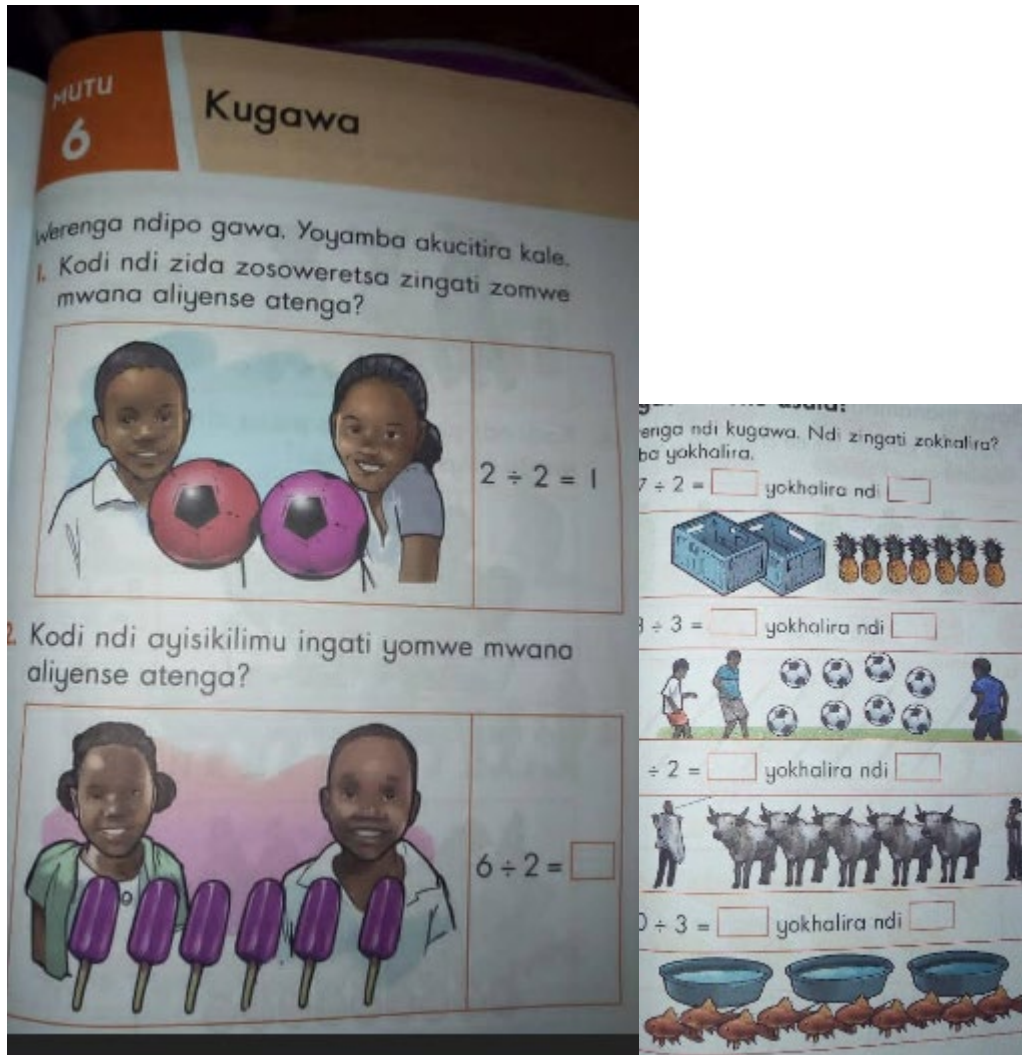 MUTU
6
Kugawa
Werenga ndipo gawa. Yoyamba akucitira kale.
1. Kodi ndi zida zosoweretsa zingati zomwe
mwana aliyense atenga?
2 ÷ 2 = 1
2. Kodi ndi ayisikilimu ingati yomwe mwana
aliyense atenga?
6 ÷ 2 =
ndi kugawa. Ndi zingati zokhalira?
yokhalira.
7 ÷ 2 = yokhalira ndi
÷ 3 = yokhalira ndi
÷ 2 = yokhalira ndi
÷ 3 = yokhalira ndi